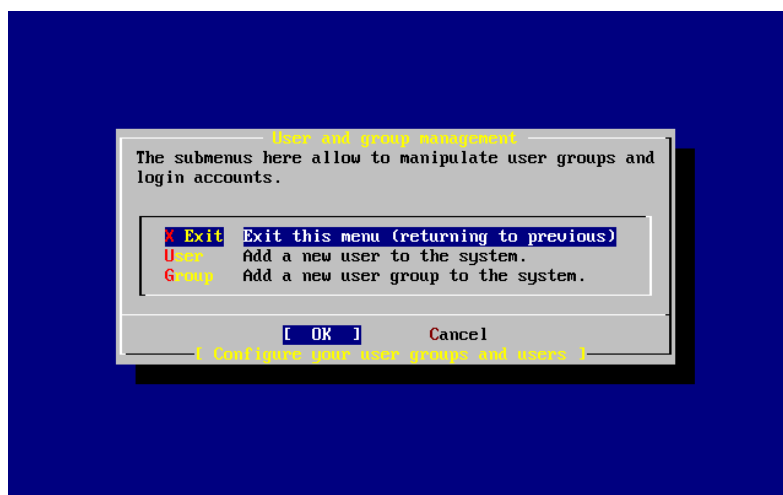 User and group management
The submenus here allow to manipulate user groups and
login accounts.
X Exit Exit this menu (returning to previous)
User Add a new user to the system.
Group Add a new user group to the system.
[ OK ] Cancel
[ Configure your user groups and users ]